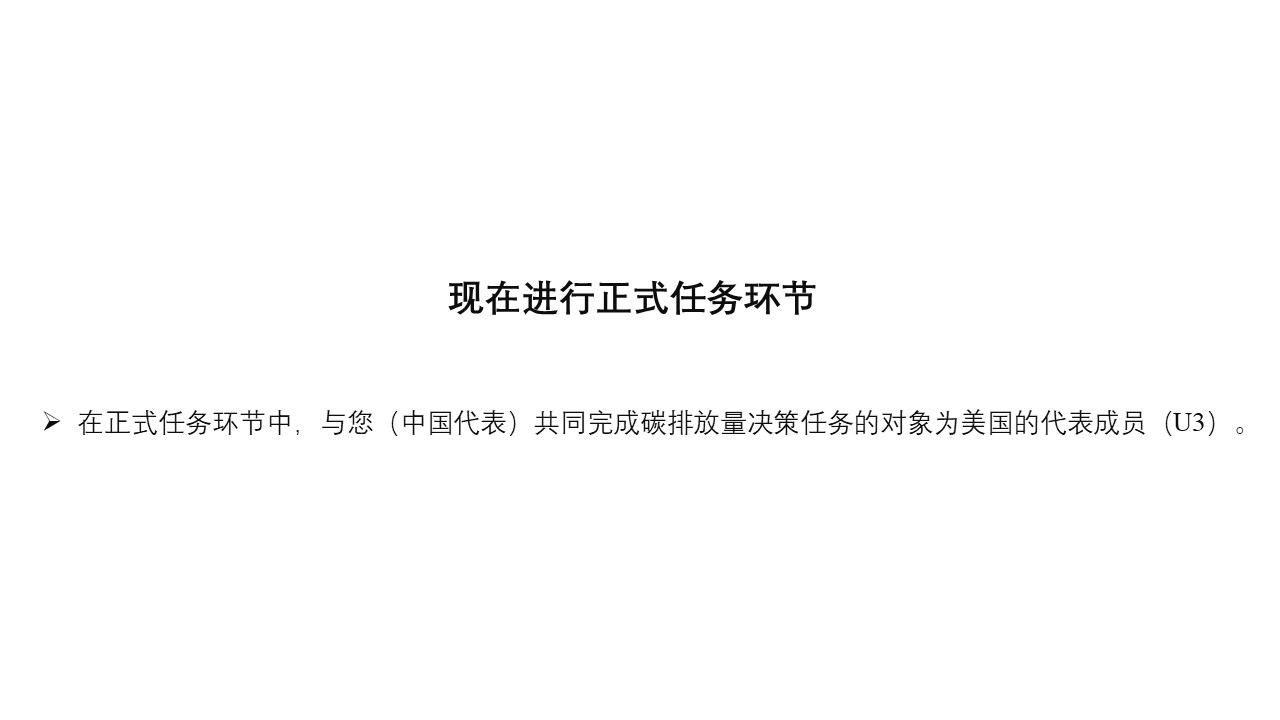 现在进行正式任务环节
➢ 在正式任务环节中，与您（中国代表）共同完成碳排放量决策任务的对象为美国的代表成员（U3）。